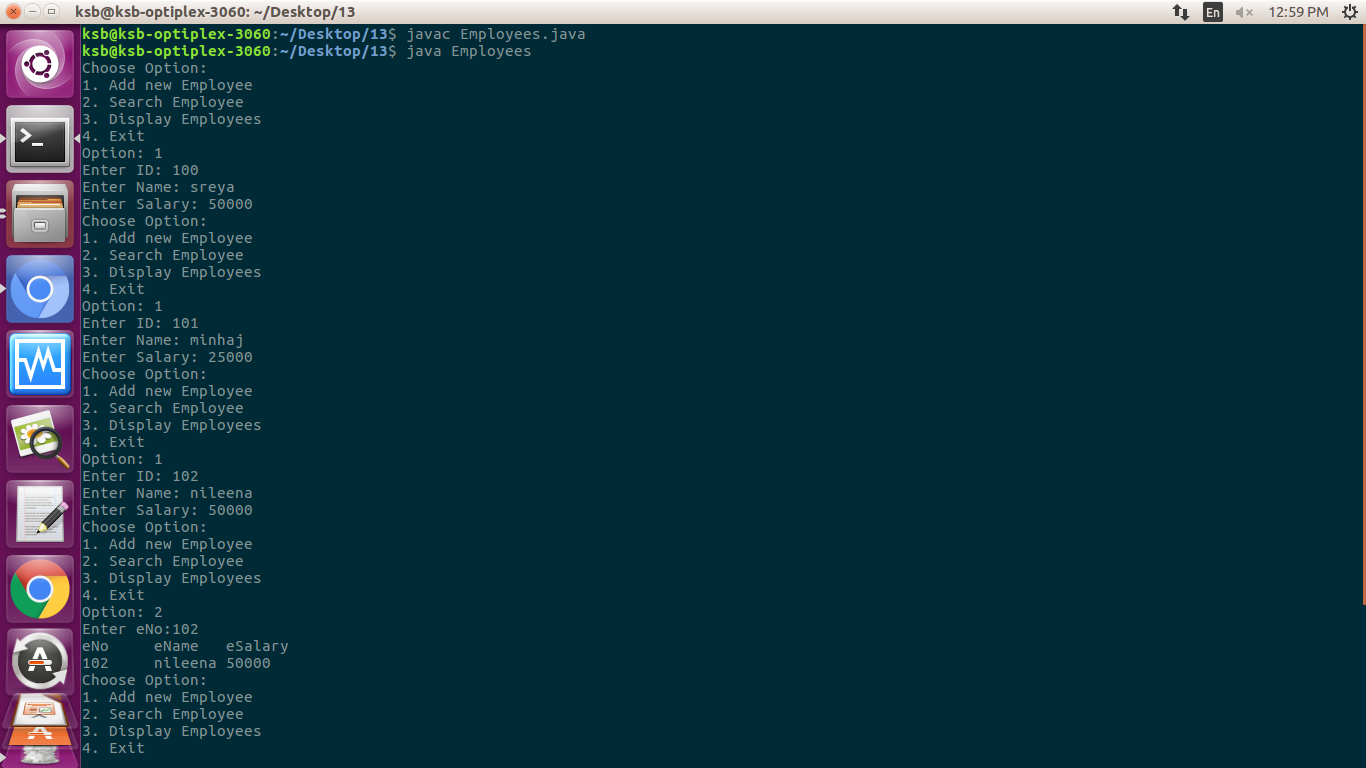 ksb@ksb-optiplex-3060: ~/Desktop/13
En
12:59 PM
ksb@ksb-optiplex-3060:~/Desktop/13$ javac Employees.java
ksb@ksb-optiplex-3060:~/Desktop/13$ java Employees
Choose Option:
1. Add new Employee
2. Search Employee
3. Display Employees
4. Exit
Option: 1
Enter ID: 100
Enter Name: sreya
Enter Salary: 50000
Choose Option:
1. Add new Employee
2. Search Employee
3. Display Employees
4. Exit
Option: 1
Enter ID: 101
Enter Name: minhaj
Enter Salary: 25000
Choose Option:
1. Add new Employee
2. Search Employee
3. Display Employees
4. Exit
Option: 1
Enter ID: 102
Enter Name: nileena
Enter Salary: 50000
Choose Option:
1. Add new Employee
2. Search Employee
3. Display Employees
4. Exit
Option: 2
Enter eNo:102
eNo     eName   eSalary
102     nileena 50000
Choose Option:
1. Add new Employee
2. Search Employee
3. Display Employees
4. Exit